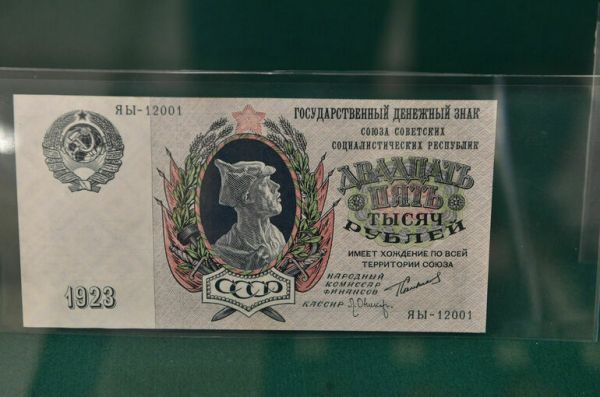 ЯЫ-12001
ГОСУДАРСТВЕННЫЙ ДЕНЕЖНЫЙ ЗНАК
СОЮЗА СОВЕТСКИХ
СОЦИАЛИСТИЧЕСКИХ РЕСПУБЛИК
ДВАДЦАТЬ
ПЯТЬ
ТЫСЯЧ
РУБЛЕЙ
ИМЕЕТ ХОЖДЕНИЕ ПО ВСЕЙ
ТЕРРИТОРИИ СОЮЗА
НАРОДНЫЙ
КОМИССАР
ФИНАНСОВ
КАССИР
СССР
1923
ЯЫ-12001